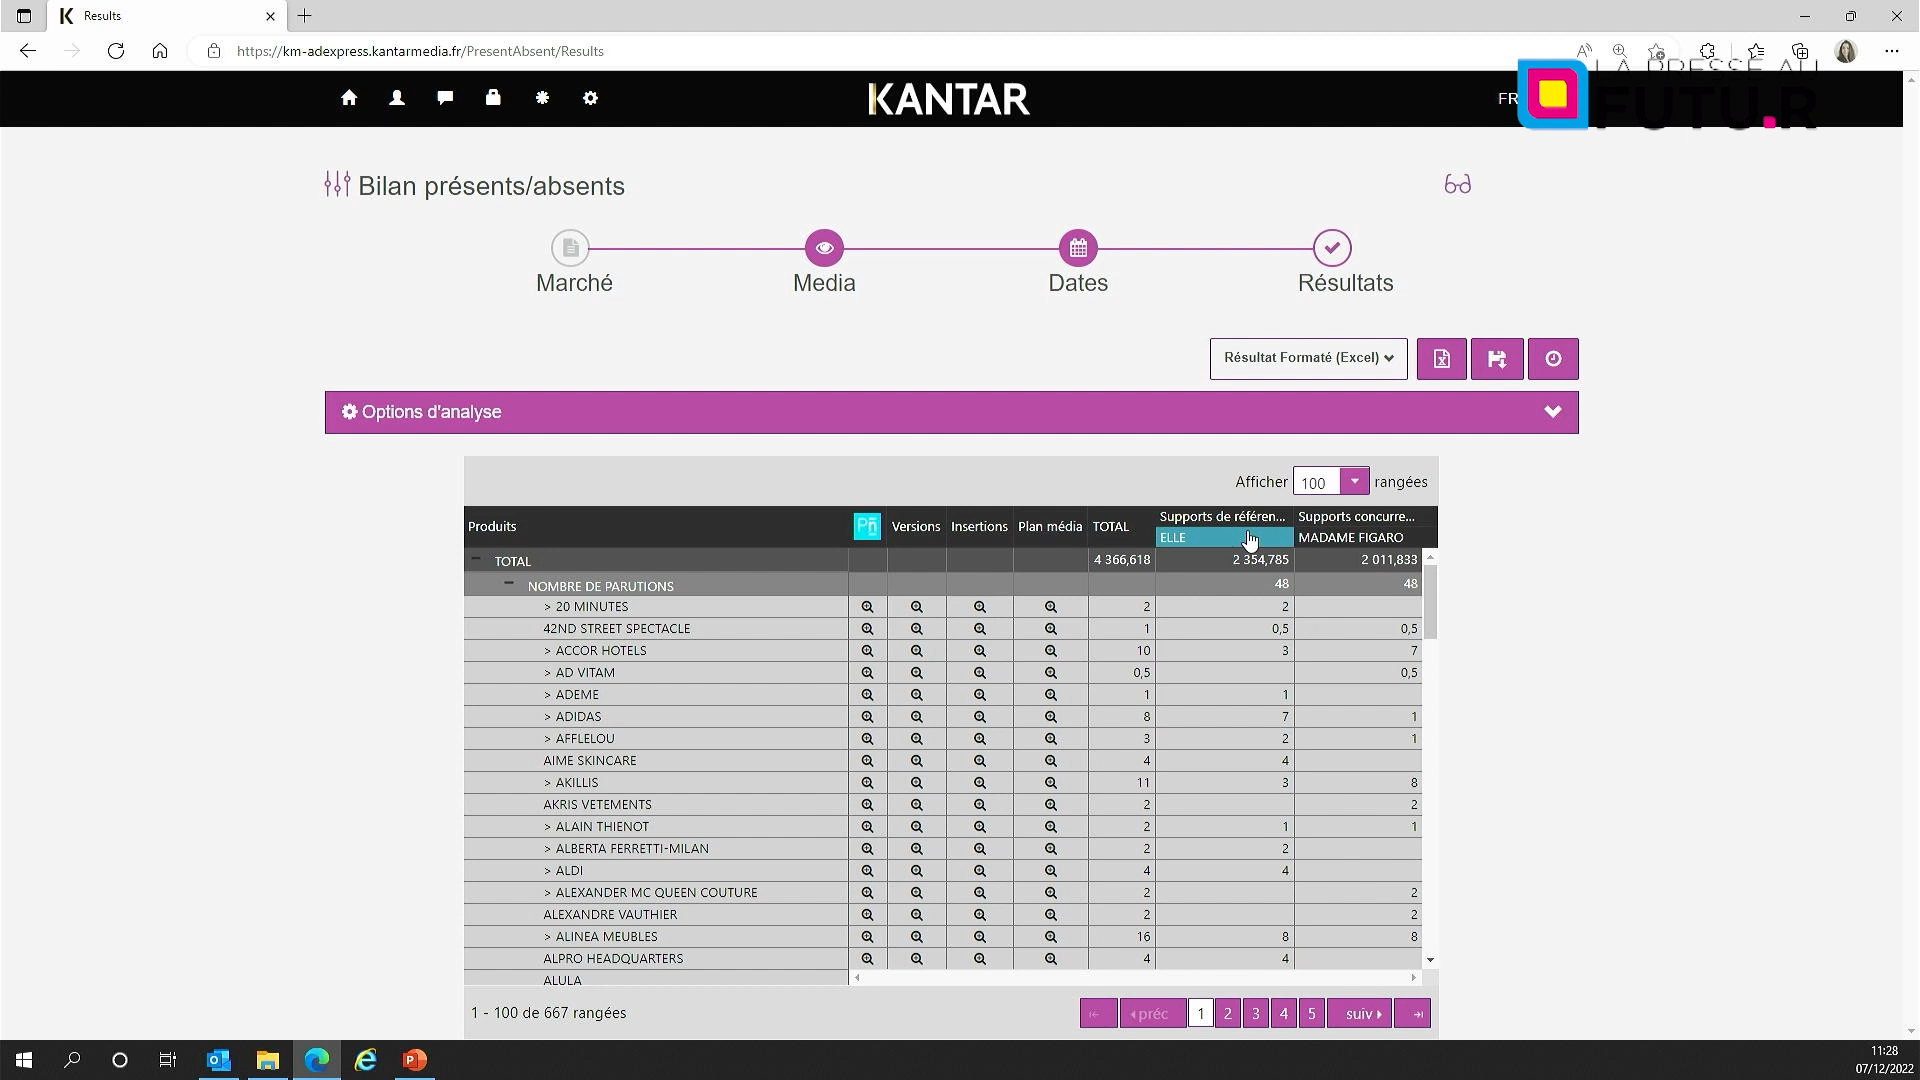 Results
https://km-adexpress.kantarmedia.fr/PresentAbsent/Results
KANTAR
FR
LA PRESSE AU
FUTU.R
Bilan présents/absents
Marché
Media
Dates
Résultats
Résultat Formaté (Excel)
Options d'analyse
Afficher 100 rangées
Produits Pñ Versions Insertions Plan média TOTAL Supports de référen... Supports concurre...
ELLE MADAME FIGARO
TOTAL 4 366,618 2 354,785 2 011,833
NOMBRE DE PARUTIONS 48 48
> 20 MINUTES 2 2
42ND STREET SPECTACLE 1 0,5 0,5
> ACCOR HOTELS 10 3 7
> AD VITAM 0,5 0,5
> ADEME 1 1
> ADIDAS 8 7 1
> AFFLELOU 3 2 1
AIME SKINCARE 4 4
> AKILLIS 11 3 8
AKRIS VETEMENTS 2 2
> ALAIN THIENOT 2 1 1
> ALBERTA FERRETTI-MILAN 2 2
> ALDI 4 4
> ALEXANDER MC QUEEN COUTURE 2 2
ALEXANDRE VAUTHIER 2 2
> ALINEA MEUBLES 16 8 8
ALPRO HEADQUARTERS 4 4
ALULA
1 - 100 de 667 rangées
préc 1 2 3 4 5 suiv
11:28
07/12/2022